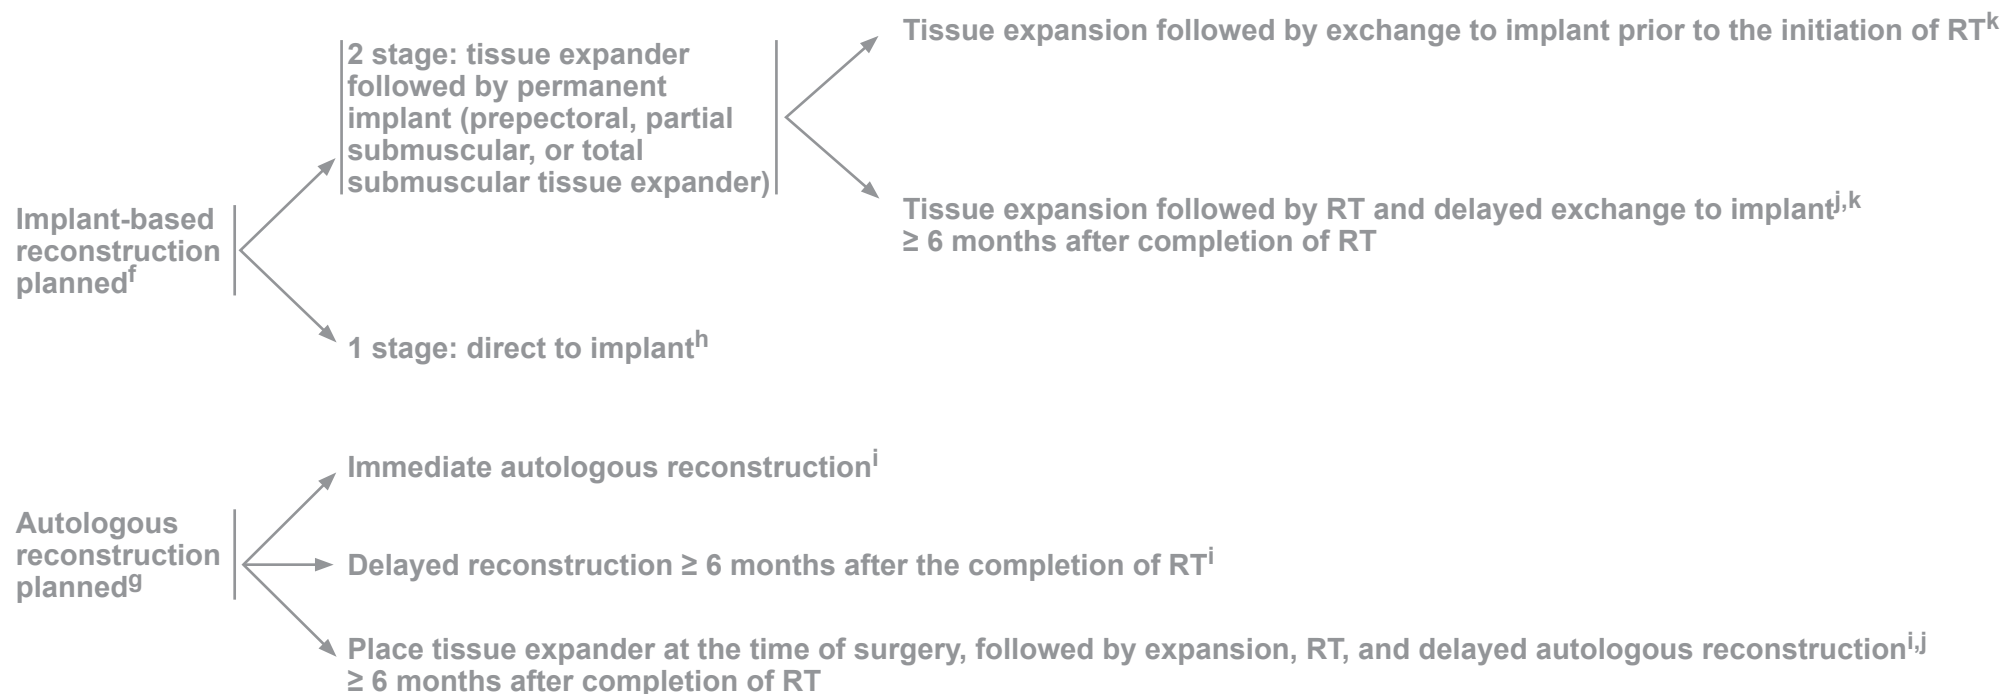 Tissue expansion followed by exchange to implant prior to the initiation of RTk
2 stage: tissue expander
followed by permanent
implant (prepectoral, partial
submuscular, or total
submuscular tissue expander)
Tissue expansion followed by RT and delayed exchange to implantj,k
≥ 6 months after completion of RT
Implant-based
reconstruction
plannedf
1 stage: direct to implanth
Immediate autologous reconstructioni
Autologous
reconstruction
plannedg
Delayed reconstruction ≥ 6 months after the completion of RTi
Place tissue expander at the time of surgery, followed by expansion, RT, and delayed autologous reconstructioni,j
≥ 6 months after completion of RT